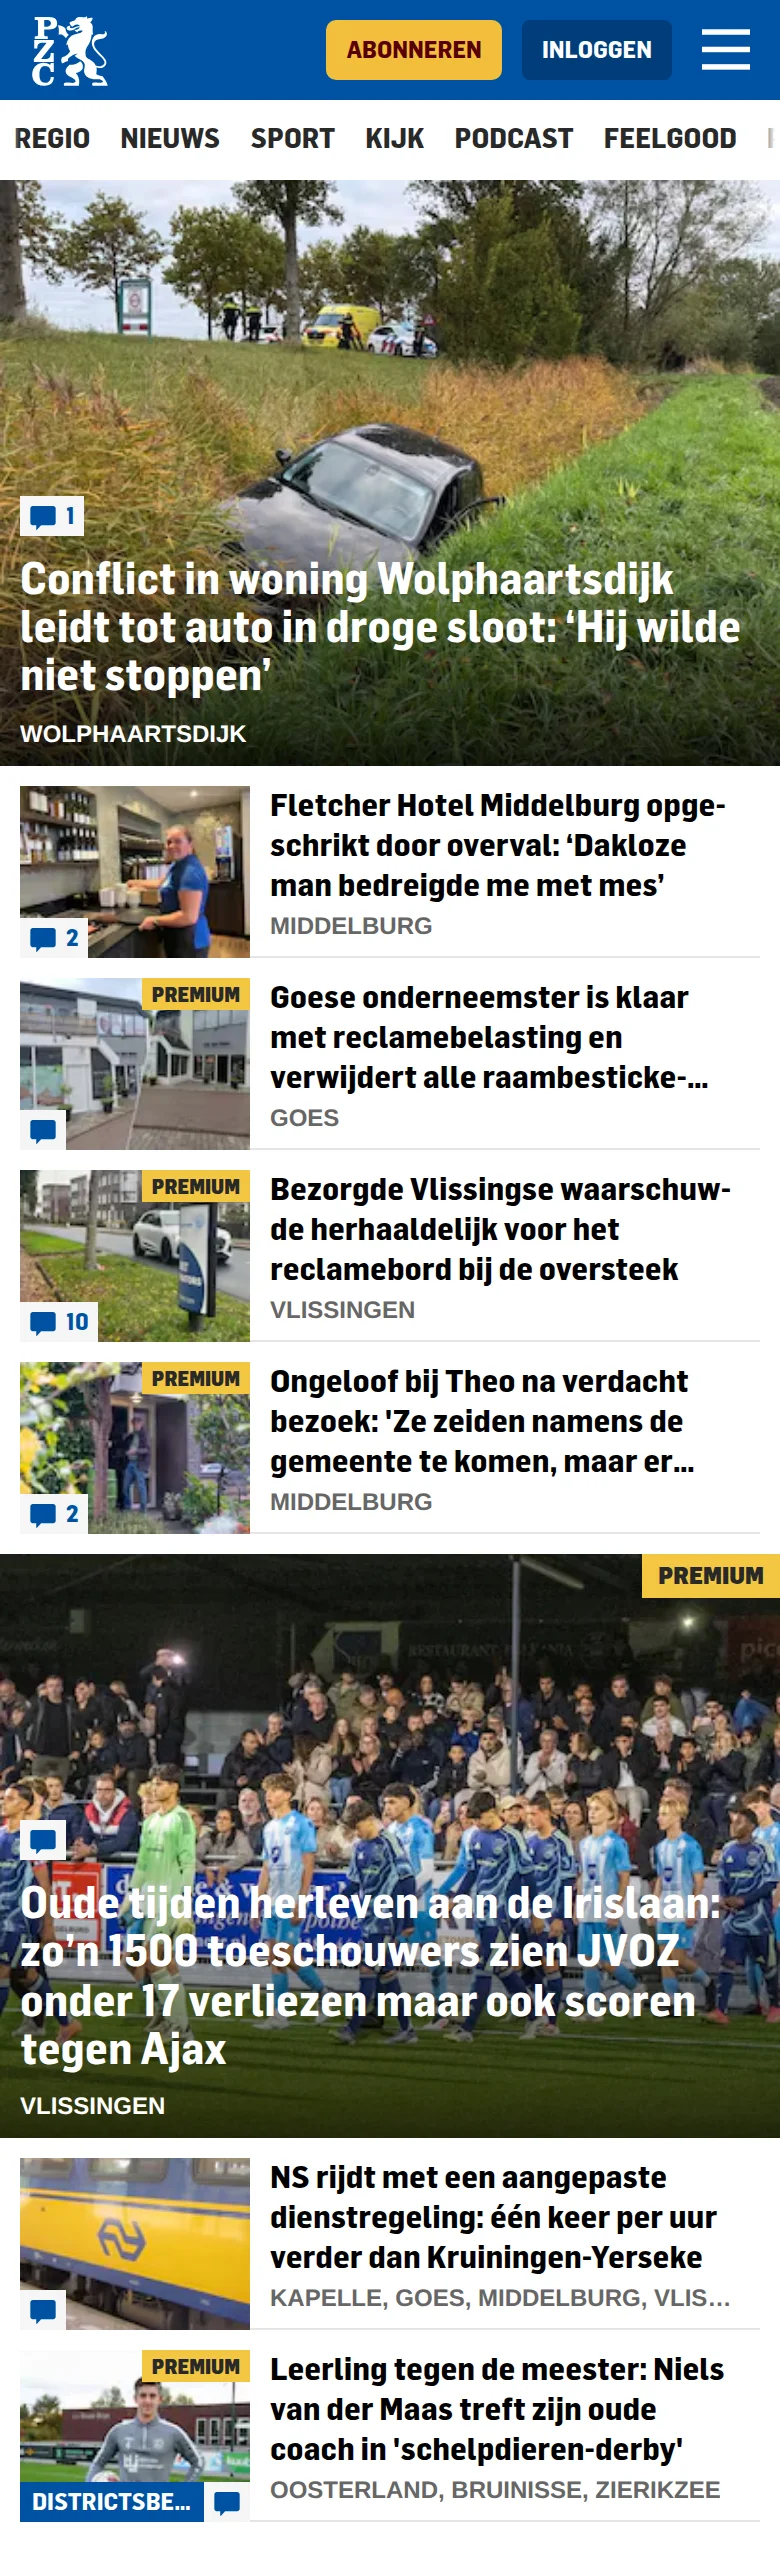 PZC
ABONNEREN
INLOGGEN
REGIO NIEUWS SPORT KIJK PODCAST FEELGOOD
1
Conflict in woning Wolphaartsdijk
leidt tot auto in droge sloot: ‘Hij wilde
niet stoppen’
WOLPHAARTSDIJK
Fletcher Hotel Middelburg opge-
schrikt door overval: ‘Dakloze
man bedreigde me met mes’
MIDDELBURG
2
PREMIUM
Goese onderneemster is klaar
met reclamebelasting en
verwijdert alle raambesticke-...
GOES
PREMIUM
Bezorgde Vlissingse waarschuw-
de herhaaldelijk voor het
reclamebord bij de oversteek
VLISSINGEN
10
PREMIUM
Ongeloof bij Theo na verdacht
bezoek: 'Ze zeiden namens de
gemeente te komen, maar er...
MIDDELBURG
2
PREMIUM
RESTAURANT
Oude tijden herleven aan de Irislaan:
zo’n 1500 toeschouwers zien JVOZ
onder 17 verliezen maar ook scoren
tegen Ajax
VLISSINGEN
NS rijdt met een aangepaste
dienstregeling: één keer per uur
verder dan Kruiningen-Yerseke
KAPELLE, GOES, MIDDELBURG, VLIS...
PREMIUM
Leerling tegen de meester: Niels
van der Maas treft zijn oude
coach in 'schelpdieren-derby'
OOSTERLAND, BRUINISSE, ZIERIKZEE
DISTRICTSBE...